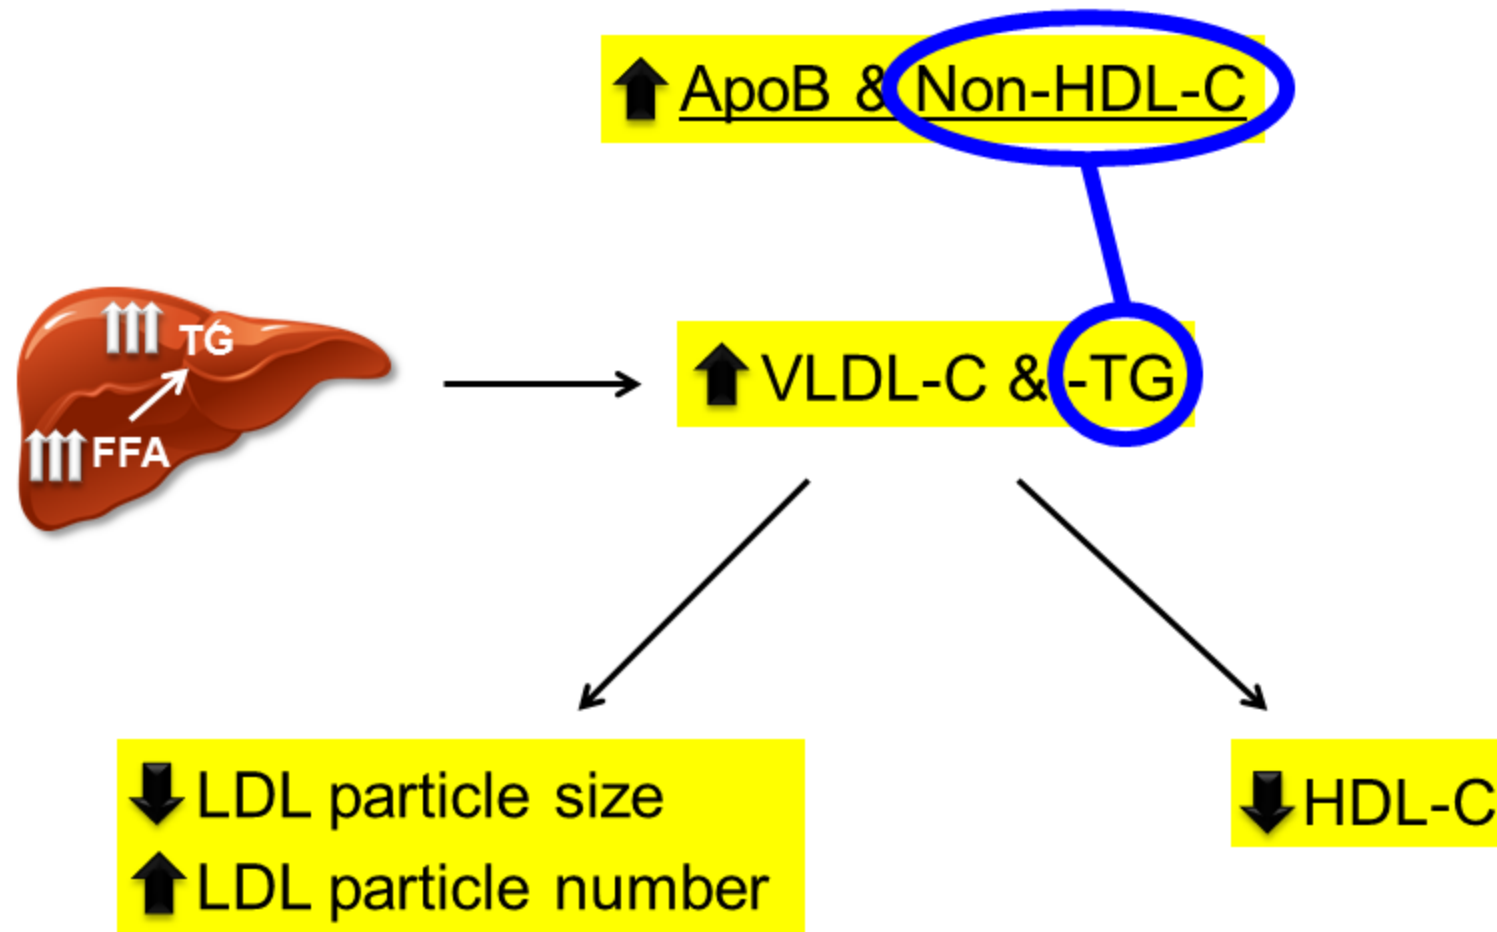 ApoB & Non-HDL-C
TG
FFA
VLDL-C & -TG
LDL particle size
LDL particle number
HDL-C